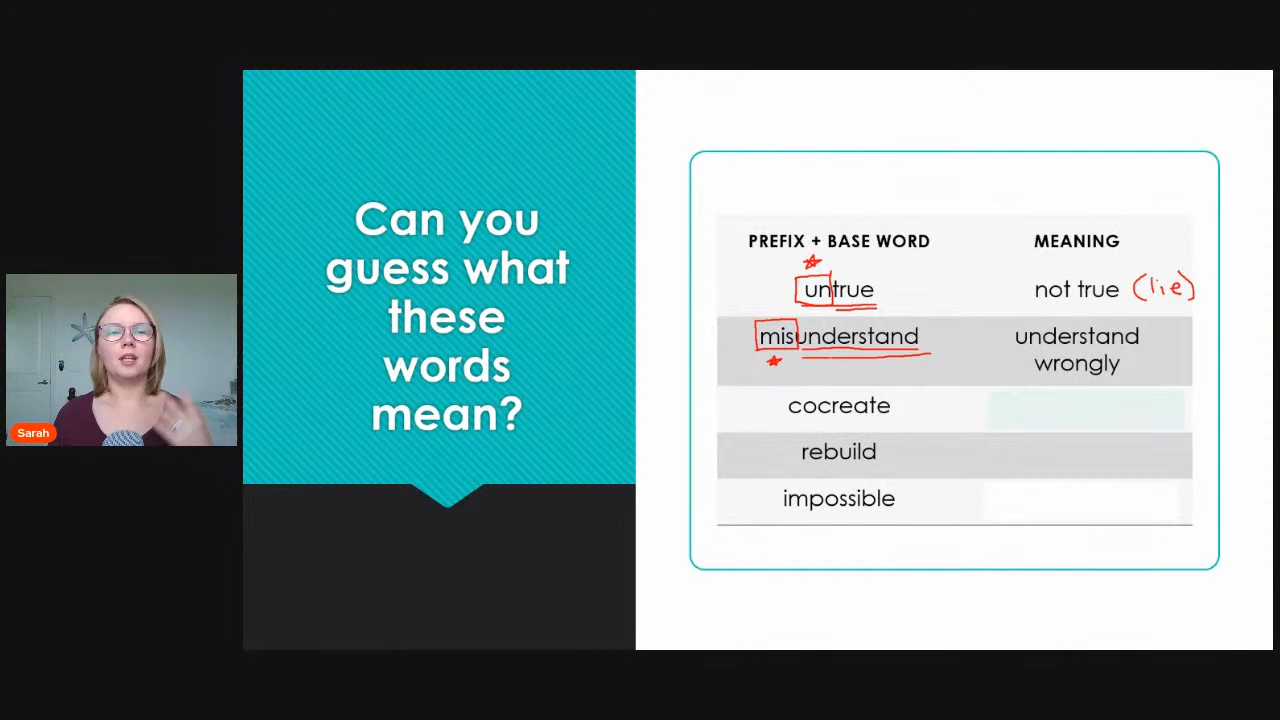 Can you
guess what
these
words
mean?
PREFIX + BASE WORD MEANING
untrue not true (lie)
misunderstand understand
wrongly
cocreate
rebuild
impossible
Sarah